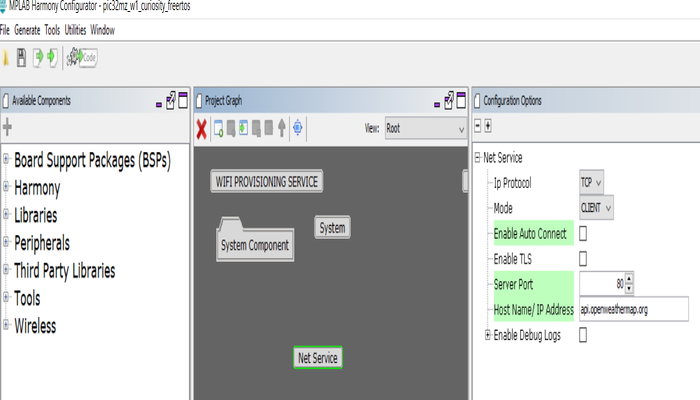 MPLAB Harmony Configurator - pic32mz_w1_curiosity_freertos
File Generate Tools Utilities Window
Code
Available Components
Board Support Packages (BSPs)
Harmony
Libraries
Peripherals
Third Party Libraries
Tools
Wireless
Project Graph
View: Root
WIFI PROVISIONING SERVICE
System
System Component
Net Service
Configuration Options
Net Service
Ip Protocol TCP
Mode CLIENT
Enable Auto Connect
Enable TLS
Server Port 80
Host Name/ IP Address api.openweathermap.org
Enable Debug Logs